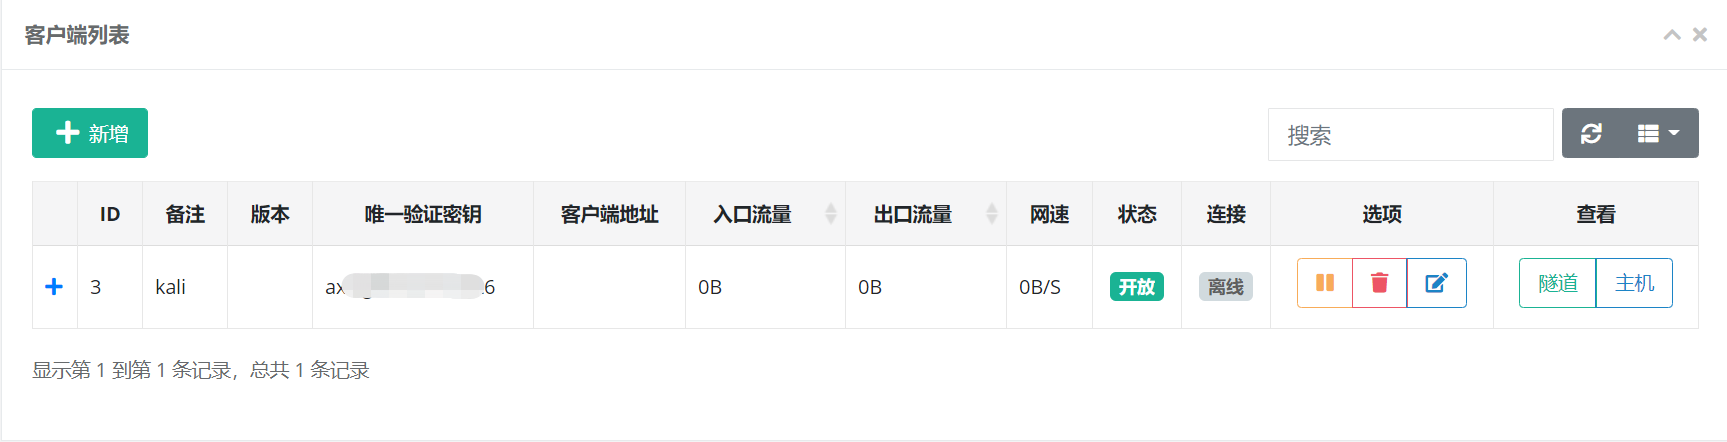 客户端列表
新增
搜索
ID 备注 版本 唯一验证密钥 客户端地址 入口流量 出口流量 网速 状态 连接 选项 查看
3 kali 0B 0B 0B/S 开放 离线 隧道 主机
显示第 1 到第 1 条记录，总共 1 条记录